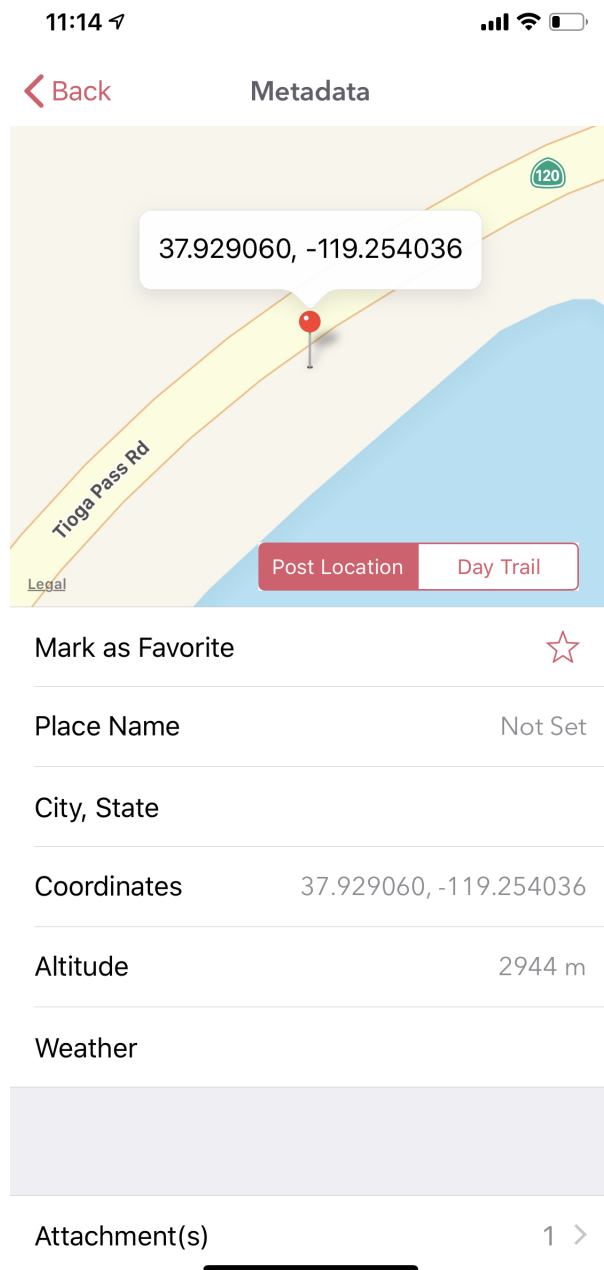 11:14
Back
Metadata
120
37.929060, -119.254036
Tioga Pass Rd
Legal
Post Location
Day Trail
Mark as Favorite
Place Name
Not Set
City, State
Coordinates
37.929060, -119.254036
Altitude
2944 m
Weather
Attachment(s)
1